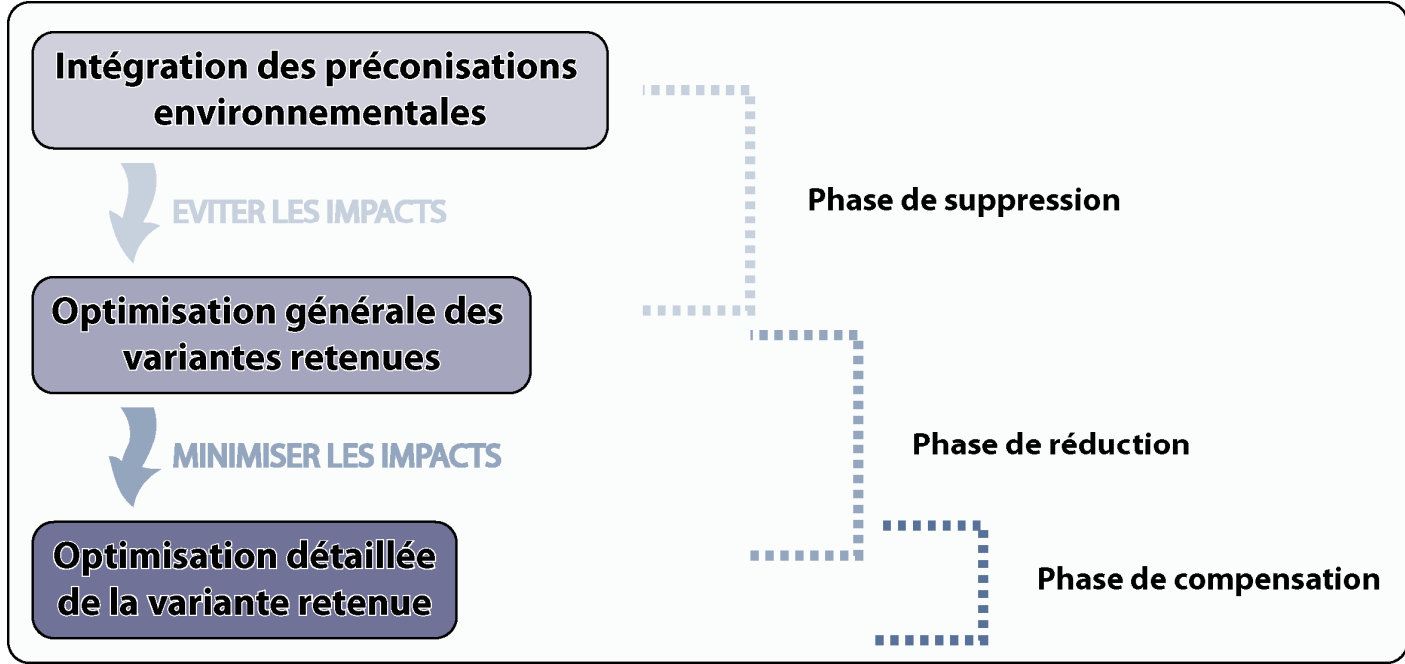 Intégration des préconisations
environnementales
EVITER LES IMPACTS
Phase de suppression
Optimisation générale des
variantes retenues
MINIMISER LES IMPACTS
Phase de réduction
Optimisation détaillée
de la variante retenue
Phase de compensation